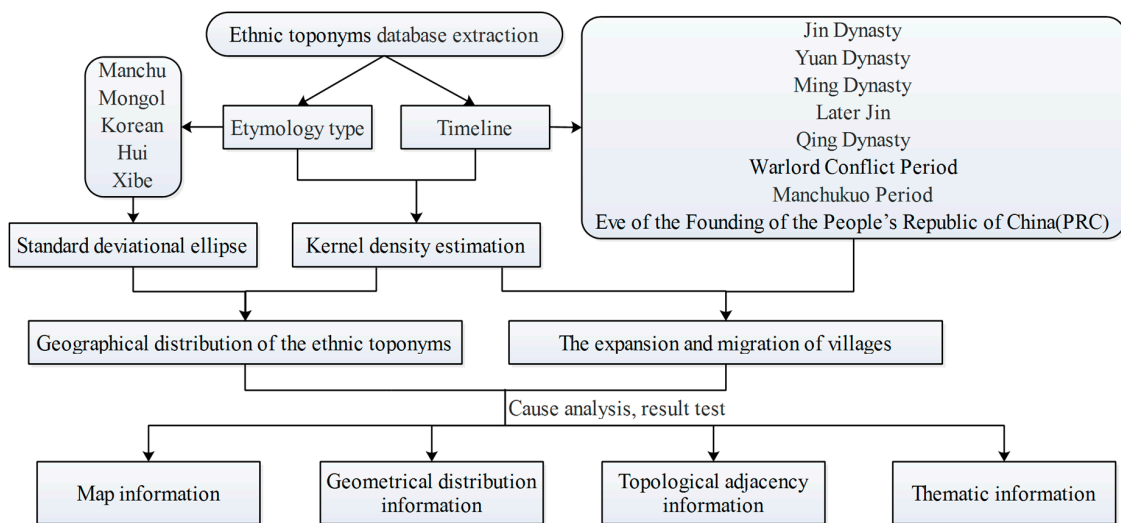 Ethnic toponyms database extraction
Manchu
Mongol
Korean
Hui
Xibe
Etymology type
Timeline
Jin Dynasty
Yuan Dynasty
Ming Dynasty
Later Jin
Qing Dynasty
Warlord Conflict Period
Manchukuo Period
Eve of the Founding of the People's Republic of China(PRC)
Standard deviational ellipse
Kernel density estimation
Geographical distribution of the ethnic toponyms
The expansion and migration of villages
Cause analysis, result test
Map information
Geometrical distribution
information
Topological adjacency
information
Thematic information